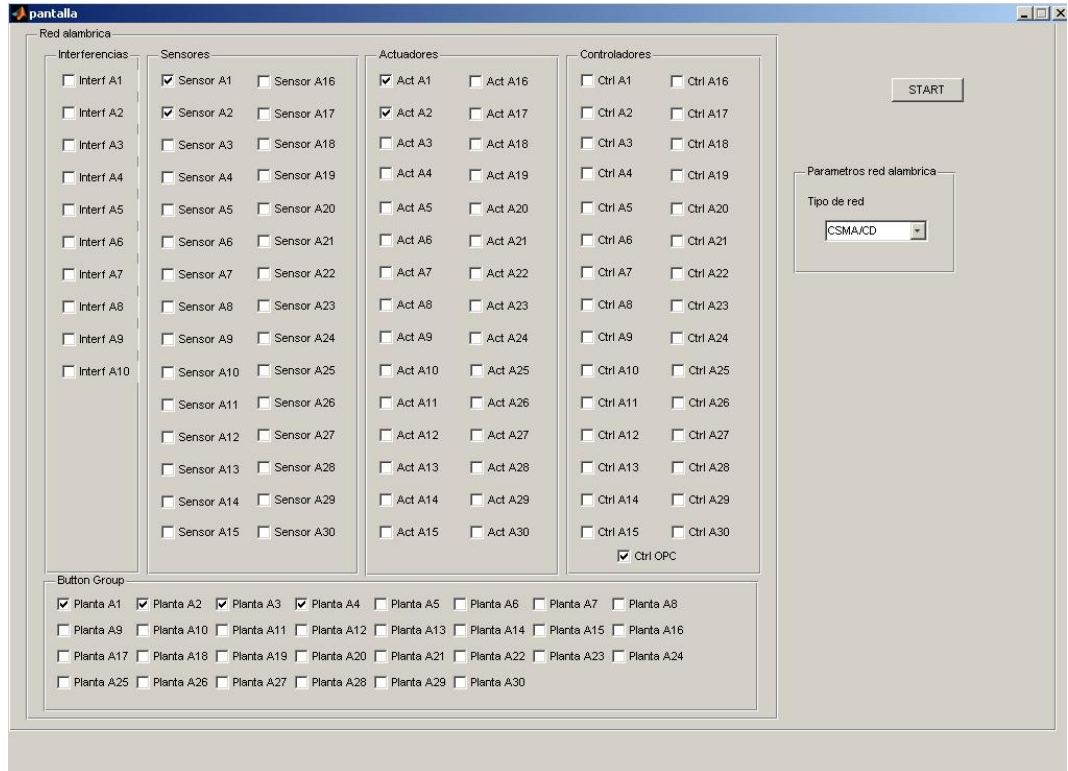 pantalla
Red alambrica
Interferencias Sensores Actuadores Controladores
Interf A1 Sensor A1 Sensor A16 Act A1 Act A16 Ctrl A1 Ctrl A16
START
Interf A2 Sensor A2 Sensor A17 Act A2 Act A17 Ctrl A2 Ctrl A17
Interf A3 Sensor A3 Sensor A18 Act A3 Act A18 Ctrl A3 Ctrl A18
Interf A4 Sensor A4 Sensor A19 Act A4 Act A19 Ctrl A4 Ctrl A19
Parametros red alambrica
Tipo de red
Interf A5 Sensor A5 Sensor A20 Act A5 Act A20 Ctrl A5 Ctrl A20
CSMA/CD
Interf A6 Sensor A6 Sensor A21 Act A6 Act A21 Ctrl A6 Ctrl A21
Interf A7 Sensor A7 Sensor A22 Act A7 Act A22 Ctrl A7 Ctrl A22
Interf A8 Sensor A8 Sensor A23 Act A8 Act A23 Ctrl A8 Ctrl A23
Interf A9 Sensor A9 Sensor A24 Act A9 Act A24 Ctrl A9 Ctrl A24
Interf A10 Sensor A10 Sensor A25 Act A10 Act A25 Ctrl A10 Ctrl A25
Sensor A11 Sensor A26 Act A11 Act A26 Ctrl A11 Ctrl A26
Sensor A12 Sensor A27 Act A12 Act A27 Ctrl A12 Ctrl A27
Sensor A13 Sensor A28 Act A13 Act A28 Ctrl A13 Ctrl A28
Sensor A14 Sensor A29 Act A14 Act A29 Ctrl A14 Ctrl A29
Sensor A15 Sensor A30 Act A15 Act A30 Ctrl A15 Ctrl A30
Ctrl OPC
Button Group
Planta A1 Planta A2 Planta A3 Planta A4 Planta A5 Planta A6 Planta A7 Planta A8
Planta A9 Planta A10 Planta A11 Planta A12 Planta A13 Planta A14 Planta A15 Planta A16
Planta A17 Planta A18 Planta A19 Planta A20 Planta A21 Planta A22 Planta A23 Planta A24
Planta A25 Planta A26 Planta A27 Planta A28 Planta A29 Planta A30